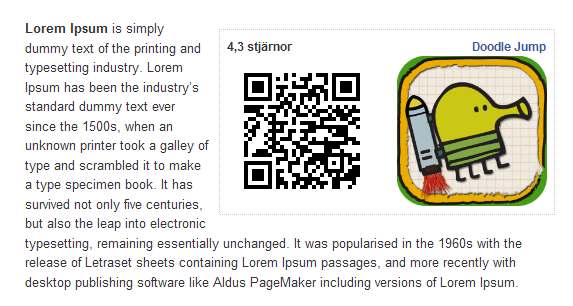 Lorem Ipsum is simply
dummy text of the printing and
typesetting industry. Lorem
Ipsum has been the industry's
standard dummy text ever
since the 1500s, when an
unknown printer took a galley of
type and scrambled it to make
a type specimen book. It has
survived not only five centuries,
but also the leap into electronic
typesetting, remaining essentially unchanged. It was popularised in the 1960s with the
release of Letraset sheets containing Lorem Ipsum passages, and more recently with
desktop publishing software like Aldus PageMaker including versions of Lorem Ipsum.
4,3 stjärnor
Doodle Jump